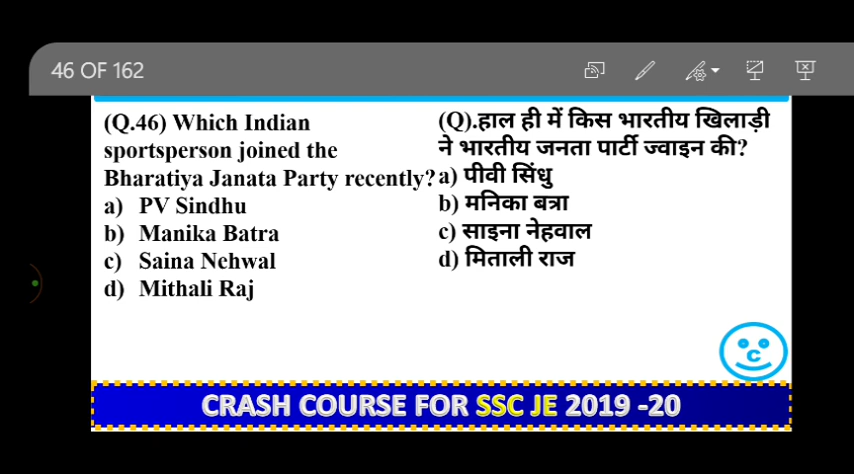 46 OF 162
(Q.46) Which Indian
sportsperson joined the
Bharatiya Janata Party recently?
a) PV Sindhu
b) Manika Batra
c) Saina Nehwal
d) Mithali Raj
(Q).हाल ही में किस भारतीय खिलाड़ी
ने भारतीय जनता पार्टी ज्वाइन की?
a) पीवी सिंधु
b) मनिका बत्रा
c) साइना नेहवाल
d) मिताली राज
C
CRASH COURSE FOR SSC JE 2019 -20